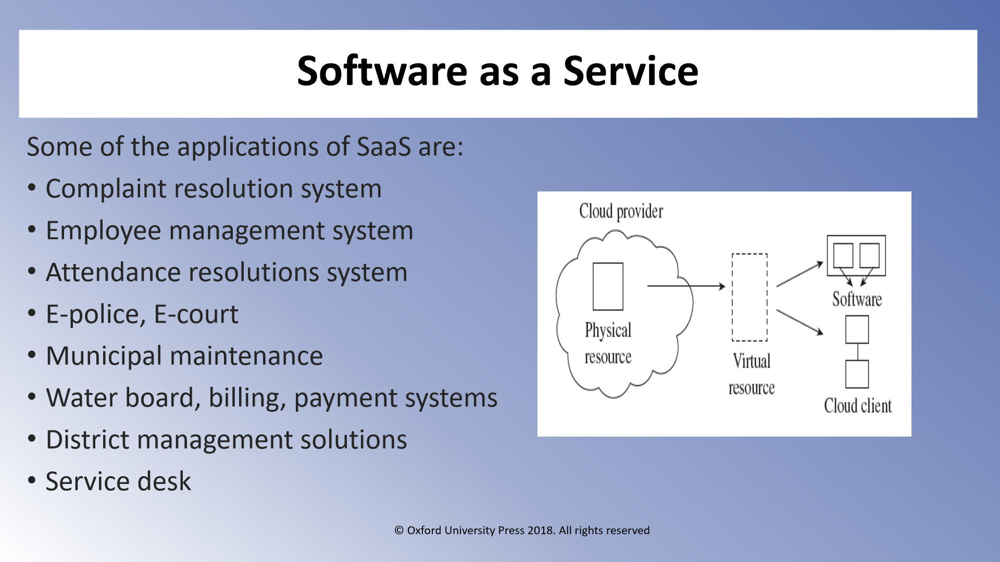 Software as a Service
Some of the applications of SaaS are:
• Complaint resolution system
• Employee management system
• Attendance resolutions system
• E-police, E-court
• Municipal maintenance
• Water board, billing, payment systems
• District management solutions
• Service desk
Cloud provider
Physical
resource
Virtual
resource
Software
Cloud client
© Oxford University Press 2018. All rights reserved